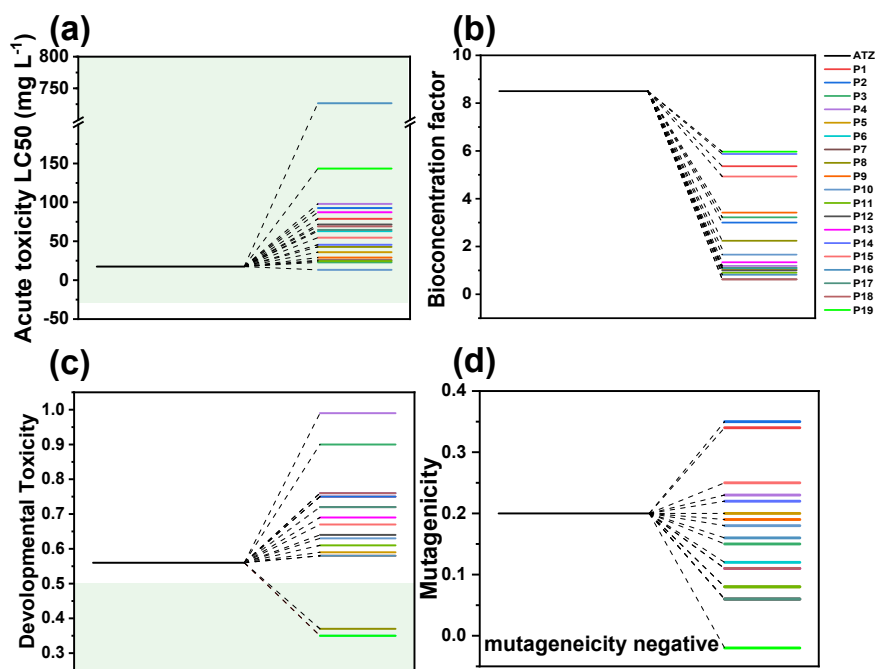 (a)
Acute toxicity LC50 (mg L⁻¹)
800
750
150
100
50
0
-50
(b)
Bioconcentration factor
10
8
6
4
2
0
ATZ
P1
P2
P3
P4
P5
P6
P7
P8
P9
P10
P11
P12
P13
P14
P15
P16
P17
P18
P19
(c)
Devolopmental Toxicity
1.0
0.9
0.8
0.7
0.6
0.5
0.4
0.3
(d)
Mutagenicity
0.4
0.3
0.2
0.1
0.0
mutageneicity negative